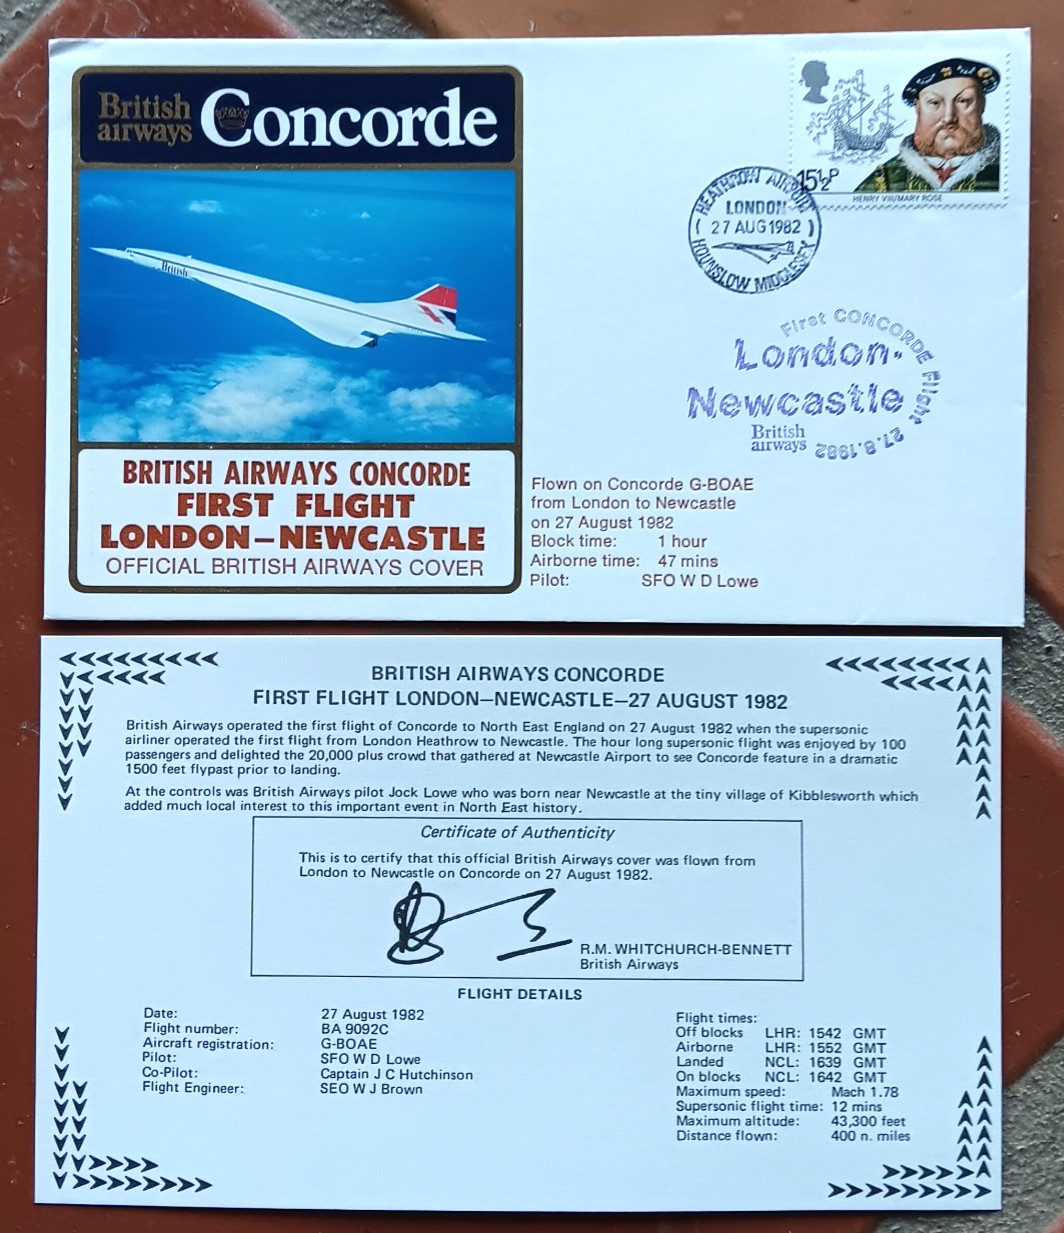 British
airways
Concorde
BRITISH AIRWAYS CONCORDE
FIRST FLIGHT
LONDON—NEWCASTLE
OFFICIAL BRITISH AIRWAYS COVER
British
15½P
HENRY VIII/MARY ROSE
HEATHROW AIRPORT
LONDON
27 AUG 1982
HOUNSLOW MIDDLESEX
First CONCORDE Flight 27.8.1982
London-
Newcastle
British
airways
Flown on Concorde G-BOAE
from London to Newcastle
on 27 August 1982
Block time: 1 hour
Airborne time: 47 mins
Pilot: SFO W D Lowe
BRITISH AIRWAYS CONCORDE
FIRST FLIGHT LONDON—NEWCASTLE—27 AUGUST 1982
British Airways operated the first flight of Concorde to North East England on 27 August 1982 when the supersonic
airliner operated the first flight from London Heathrow to Newcastle. The hour long supersonic flight was enjoyed by 100
passengers and delighted the 20,000 plus crowd that gathered at Newcastle Airport to see Concorde feature in a dramatic
1500 feet flypast prior to landing.
At the controls was British Airways pilot Jock Lowe who was born near Newcastle at the tiny village of Kibblesworth which
added much local interest to this important event in North East history.
Certificate of Authenticity
This is to certify that this official British Airways cover was flown from
London to Newcastle on Concorde on 27 August 1982.
R.M. WHITCHURCH-BENNETT
British Airways
FLIGHT DETAILS
Date: 27 August 1982
Flight number: BA 9092C
Aircraft registration: G-BOAE
Pilot: SFO W D Lowe
Co-Pilot: Captain J C Hutchinson
Flight Engineer: SEO W J Brown
Flight times:
Off blocks LHR: 1542 GMT
Airborne LHR: 1552 GMT
Landed NCL: 1639 GMT
On blocks NCL: 1642 GMT
Maximum speed: Mach 1.78
Supersonic flight time: 12 mins
Maximum altitude: 43,300 feet
Distance flown: 400 n. miles